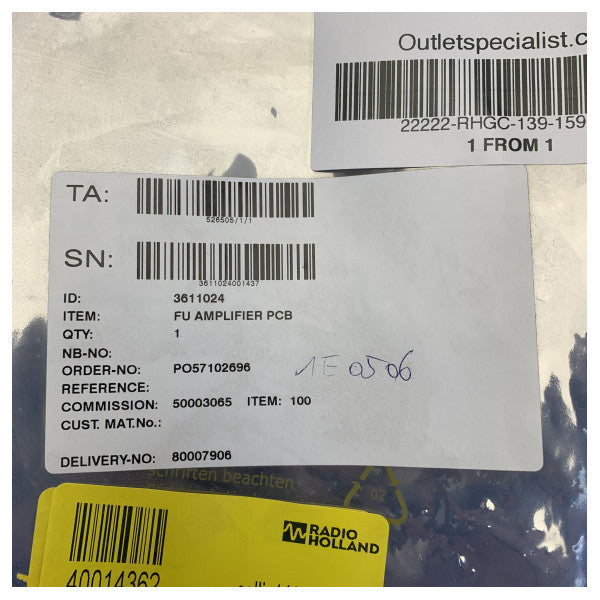 Outletspecialist.c
22222-RHGC-139-159
1 FROM 1
TA:
526505/1/1
SN:
3611024001437
ID: 3611024
ITEM: FU AMPLIFIER PCB
QTY: 1
NB-NO:
ORDER-NO: PO57102696
1E0506
REFERENCE:
COMMISSION: 50003065 ITEM: 100
CUST. MAT.No.:
DELIVERY-NO: 80007906
schriften beachten
07
RADIO
HOLLAND
40014362